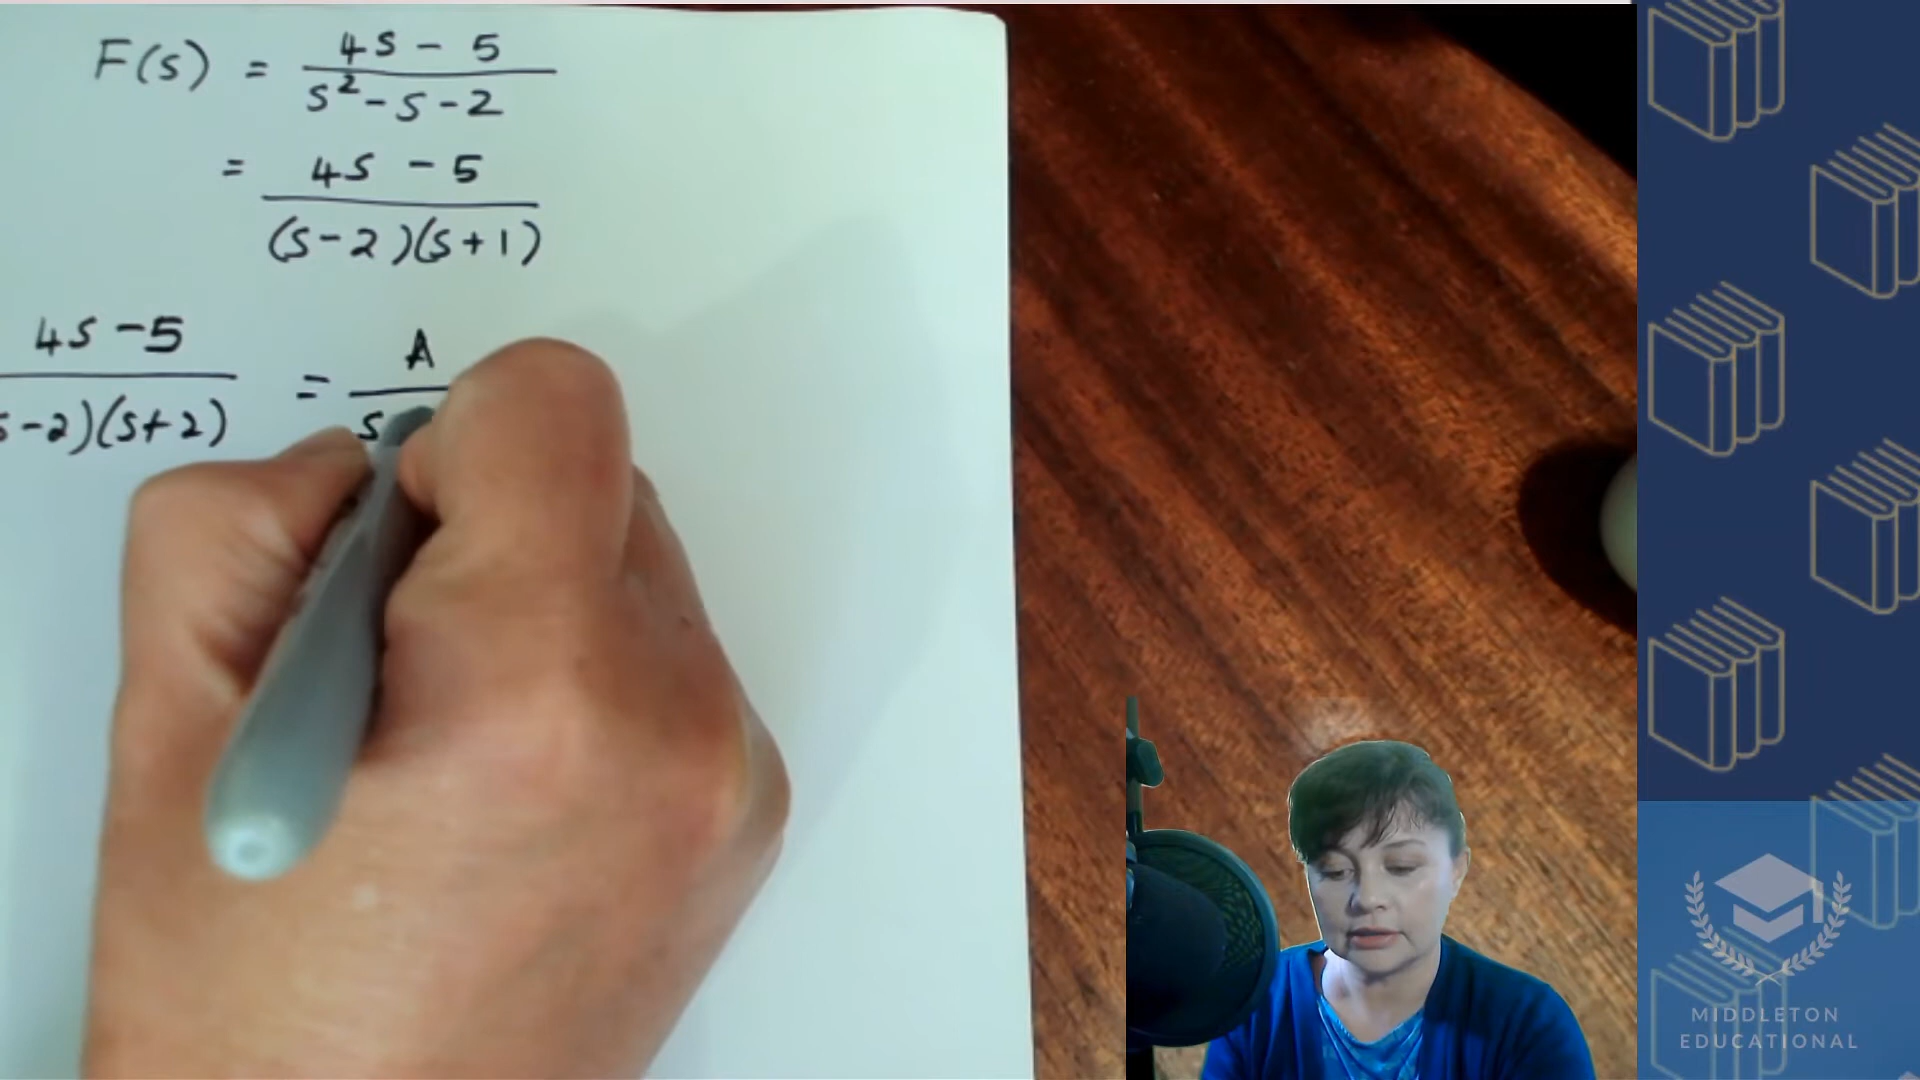 F(s) = 4s - 5
s² - s - 2
= 4s - 5
(s-2)(s+1)
4s - 5 = A
s-2)(s+2) s
MIDDLETON
EDUCATIONAL